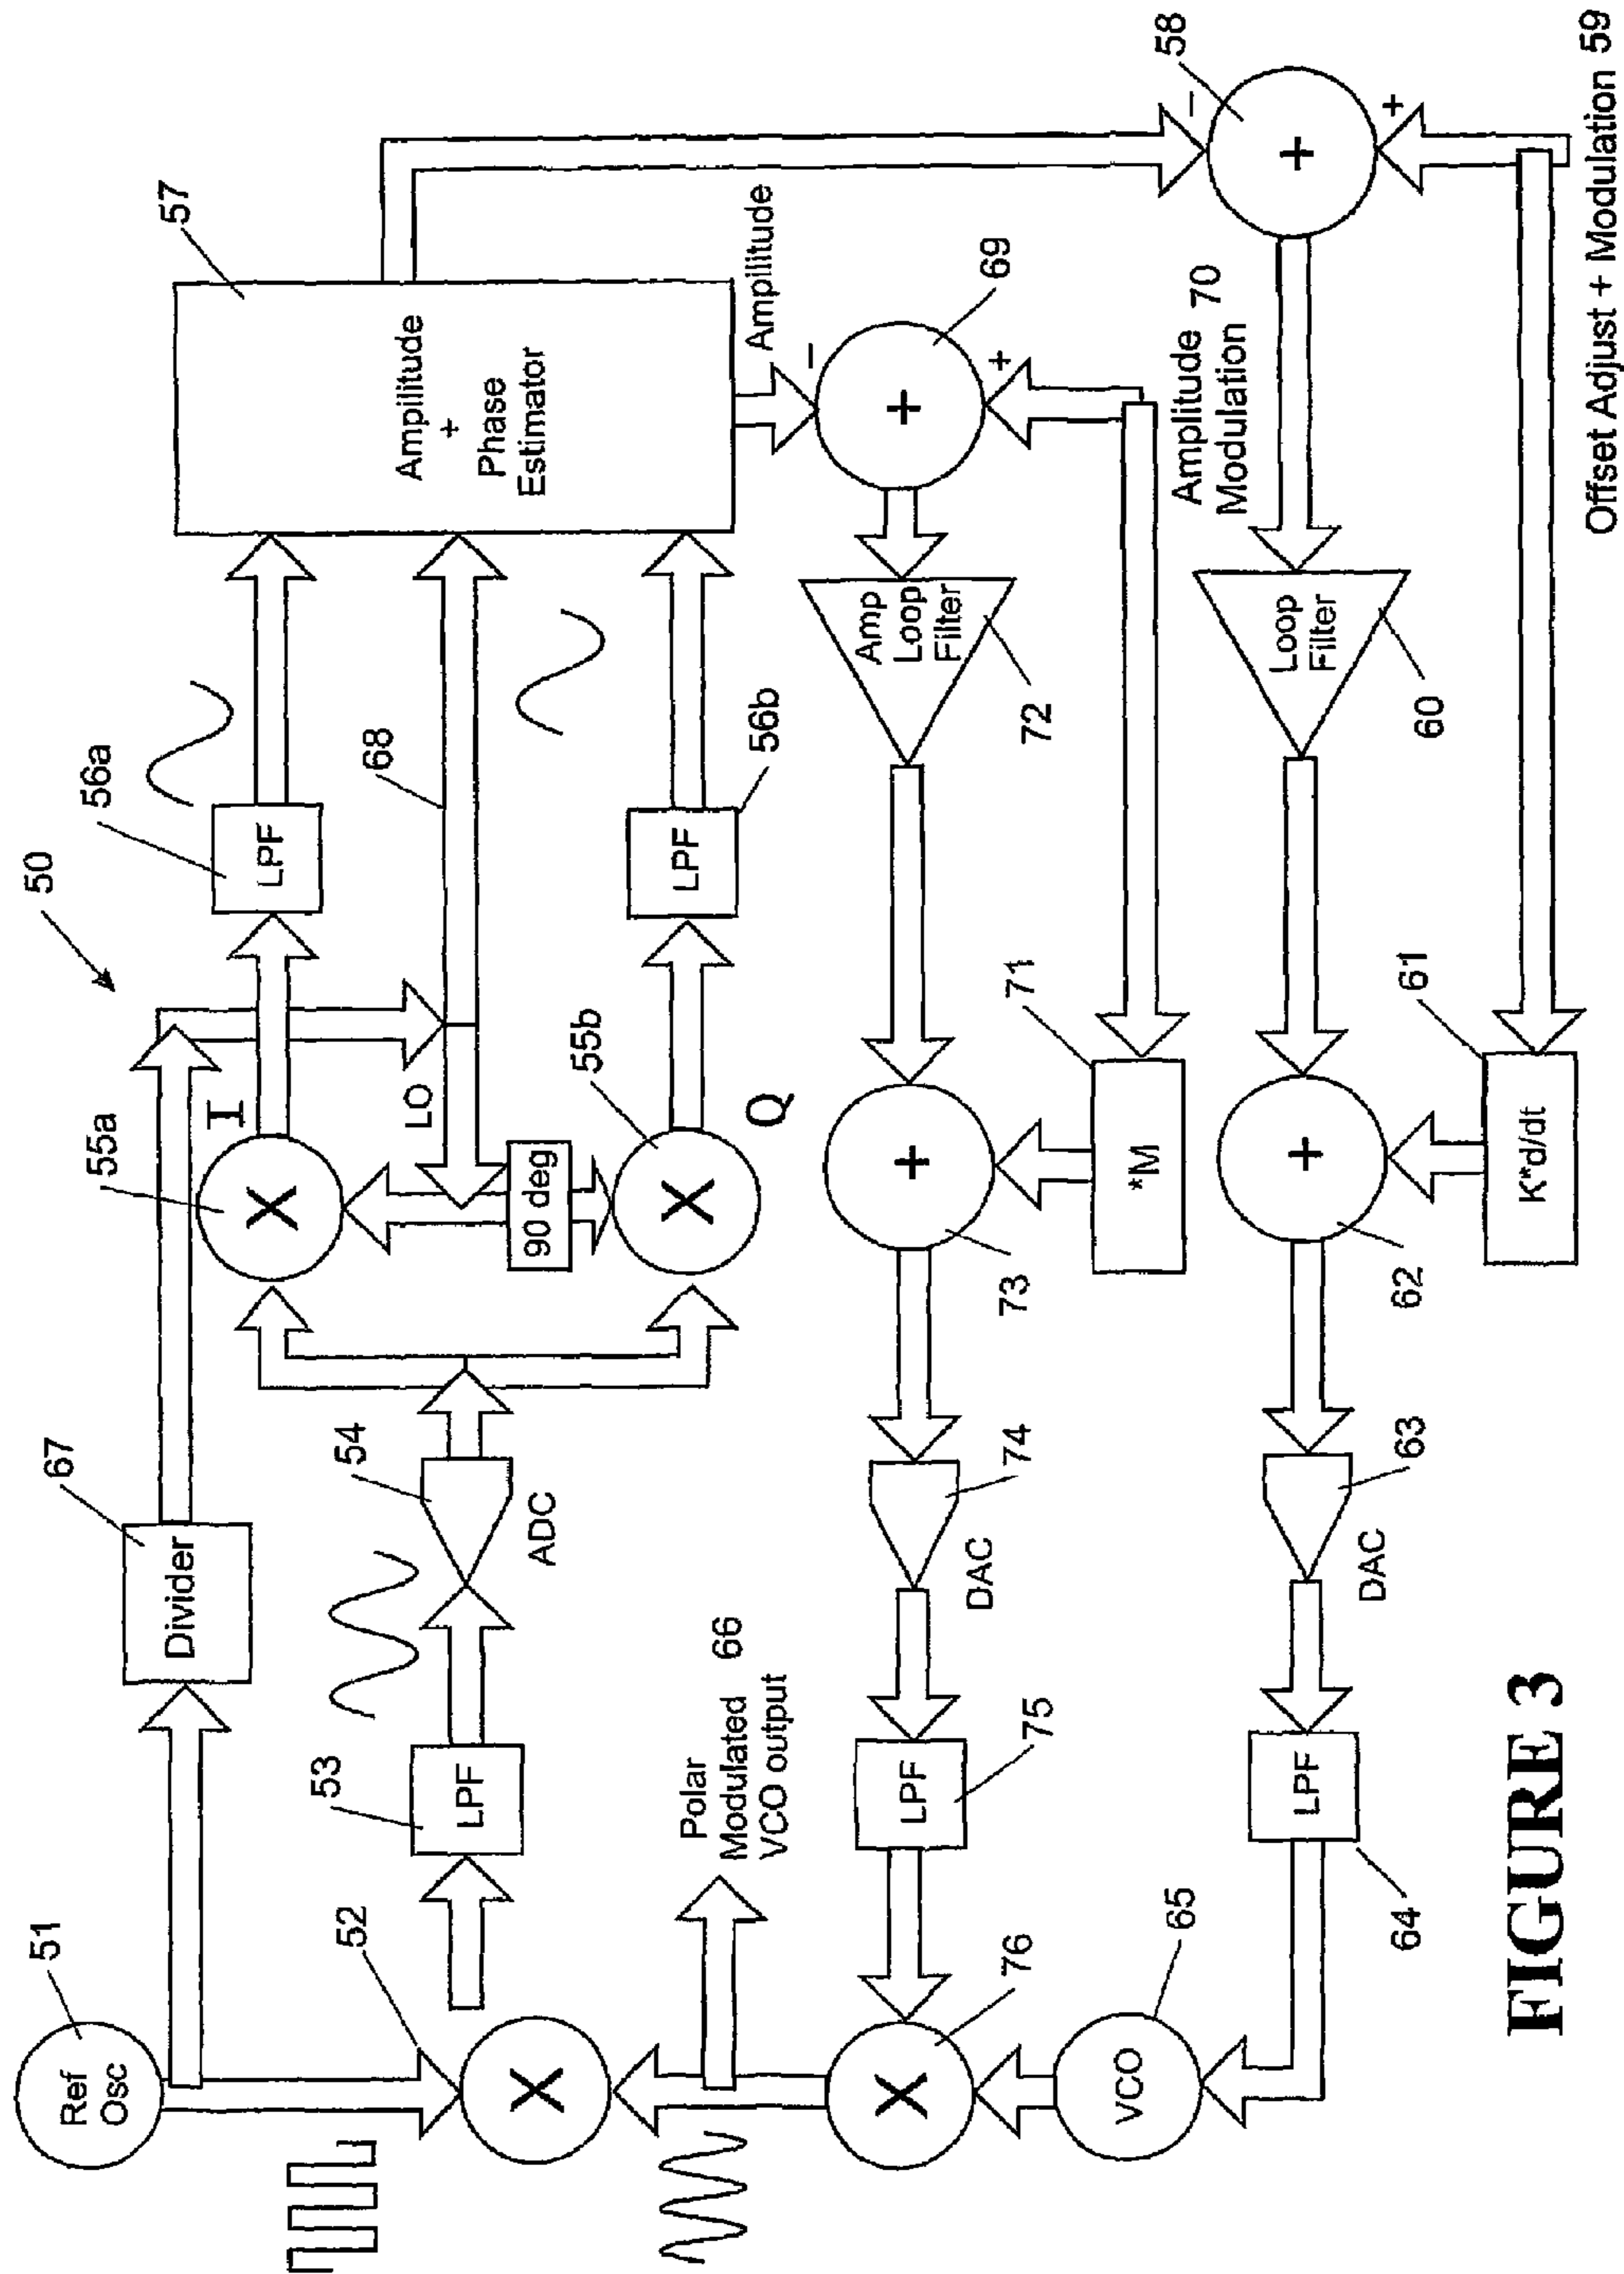 Ref
Osc
51
Divider
67
50
56a
57
LPF
55a
I
52
53
LPF
54
ADC
LO
68
90 deg
Ampilitude
+
Phase
Estimator
X
X
X
55b
56b
LPF
Q
Polar
Modulated 66
VCO output
Ampilitude
−
+
69
+
76
X
LPF
75
DAC
74
73
+
Amp
Loop
Filter
72
71
*M
Amplitude 70
Modulation
VCO
65
58
−
+
+
64
LPF
DAC
63
62
+
Loop
Filter
60
61
K*d/dt
Offset Adjust + Modulation 59
FIGURE 3